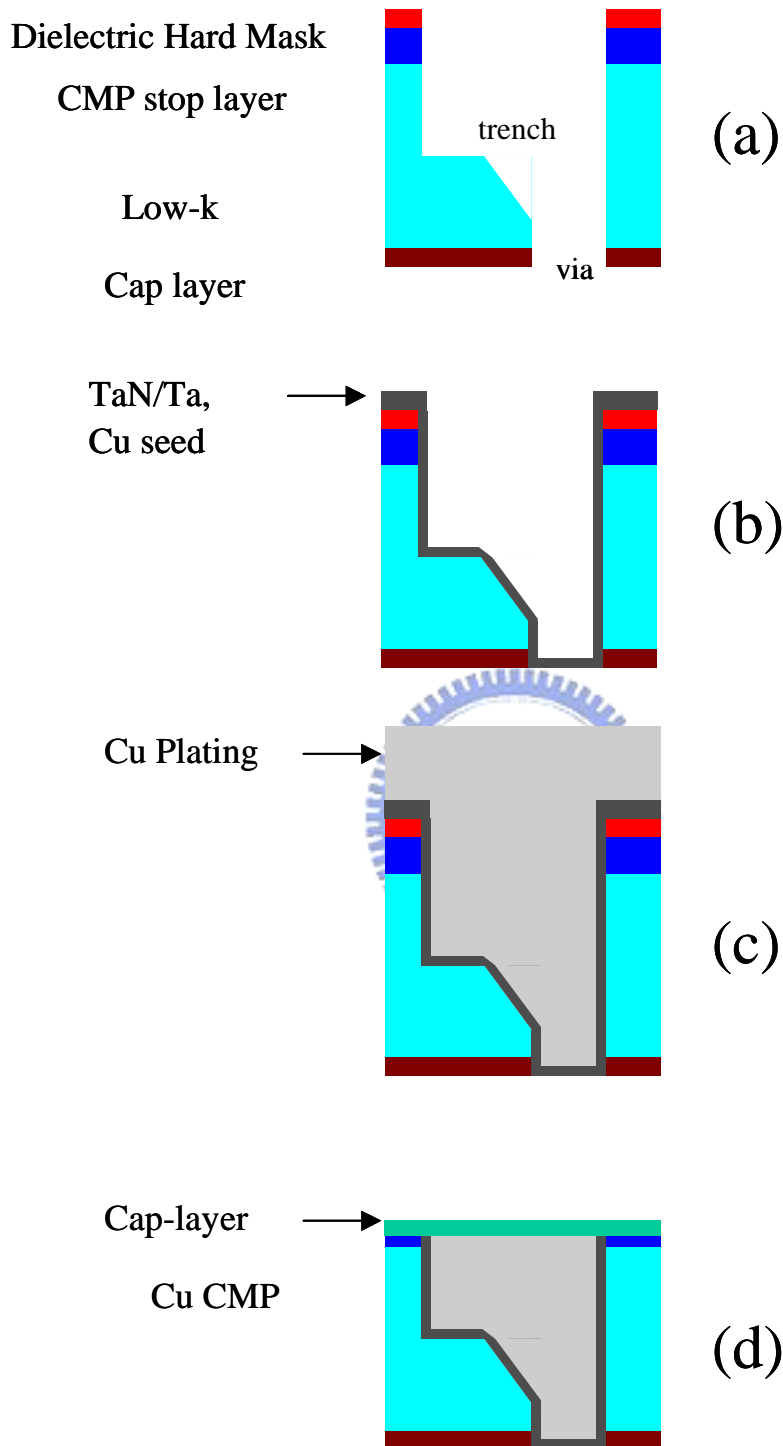 Dielectric Hard Mask
CMP stop layer
trench
(a)
Low-k
Cap layer
via
TaN/Ta,
Cu seed
(b)
Cu Plating
(c)
Cap-layer
Cu CMP
(d)